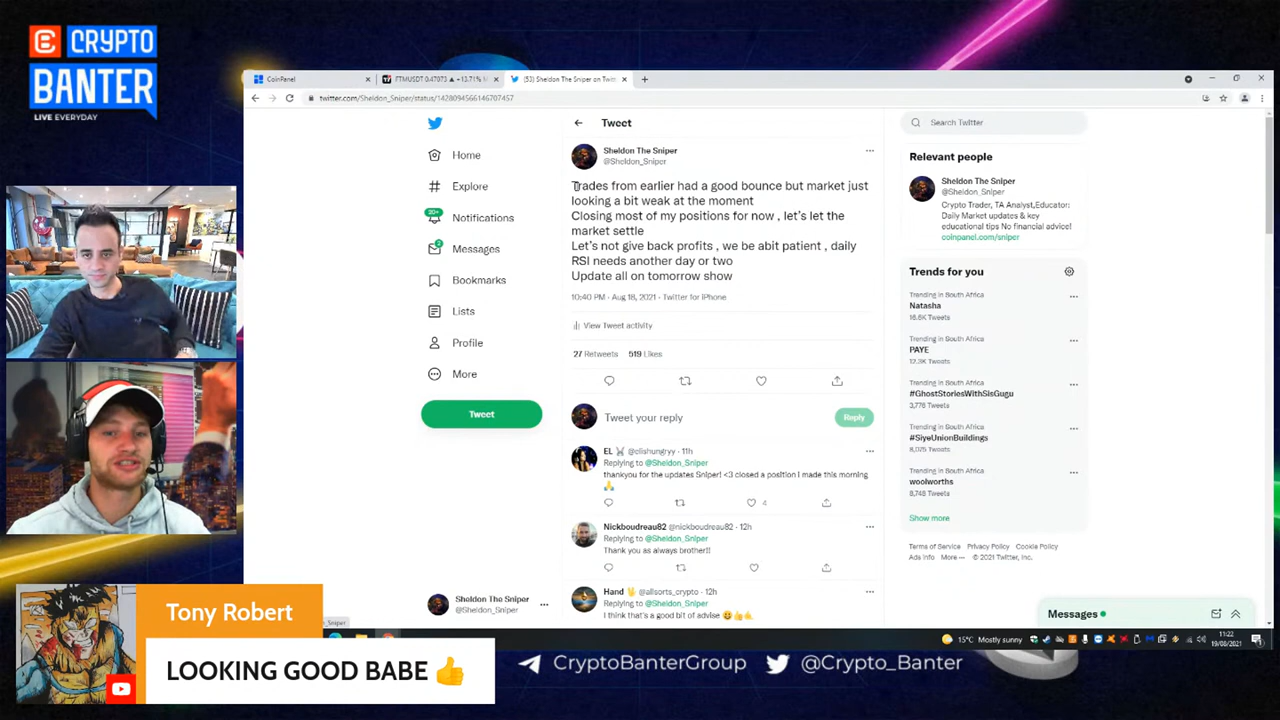 CRYPTO
BANTER
LIVE EVERYDAY
CoinPanel
FTMUSDT 0.47073 ▲ +13.71%
(53) Sheldon The Sniper on Twitt
twitter.com/Sheldon_Sniper/status/1428094566146707457
Home
Explore
Notifications
Messages
Bookmarks
Lists
Profile
More
Tweet
Sheldon The Sniper
@Sheldon_Sniper
Tweet
Sheldon The Sniper
@Sheldon_Sniper
Trades from earlier had a good bounce but market just
looking a bit weak at the moment
Closing most of my positions for now , let's let the
market settle
Let's not give back profits , we be abit patient , daily
RSI needs another day or two
Update all on tomorrow show
10:40 PM · Aug 18, 2021 · Twitter for iPhone
View Tweet activity
27 Retweets 519 Likes
Tweet your reply
Reply
EL @elishungryy · 11h
Replying to @Sheldon_Sniper
thankyou for the updates Sniper! <3 closed a position I made this morning
🙏
4
Nickboudreau82 @nickboudreau82 · 12h
Replying to @Sheldon_Sniper
Thank you as always brother!!
Hand @allsorts_crypto · 12h
Replying to @Sheldon_Sniper
I think that's a good bit of advise
Search Twitter
Relevant people
Sheldon The Sniper
@Sheldon_Sniper
Crypto Trader, TA Analyst,Educator:
Daily Market updates & key
educational tips No financial advice!
coinpanel.com/sniper
Trends for you
Trending in South Africa
Natasha
16.6K Tweets
Trending in South Africa
PAYE
12.3K Tweets
Trending in South Africa
#GhostStoriesWithSisGugu
3,776 Tweets
Trending in South Africa
#SiyeUnionBuildings
8,075 Tweets
Trending in South Africa
woolworths
8,748 Tweets
Show more
Terms of Service Privacy Policy Cookie Policy
Ads info More ··· © 2021 Twitter, Inc.
Messages
15°C Mostly sunny
11:22
19/08/2021
Tony Robert
LOOKING GOOD BABE 👍
CryptoBanterGroup
@Crypto_Banter